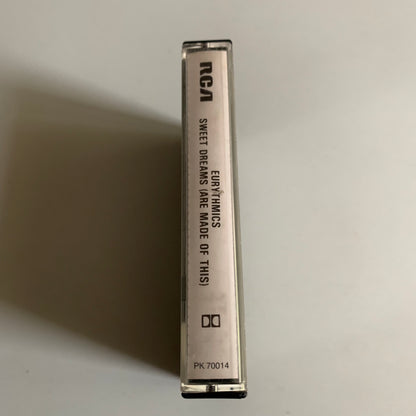 RCA
EURYTHMICS
SWEET DREAMS (ARE MADE OF THIS)
PK 70014